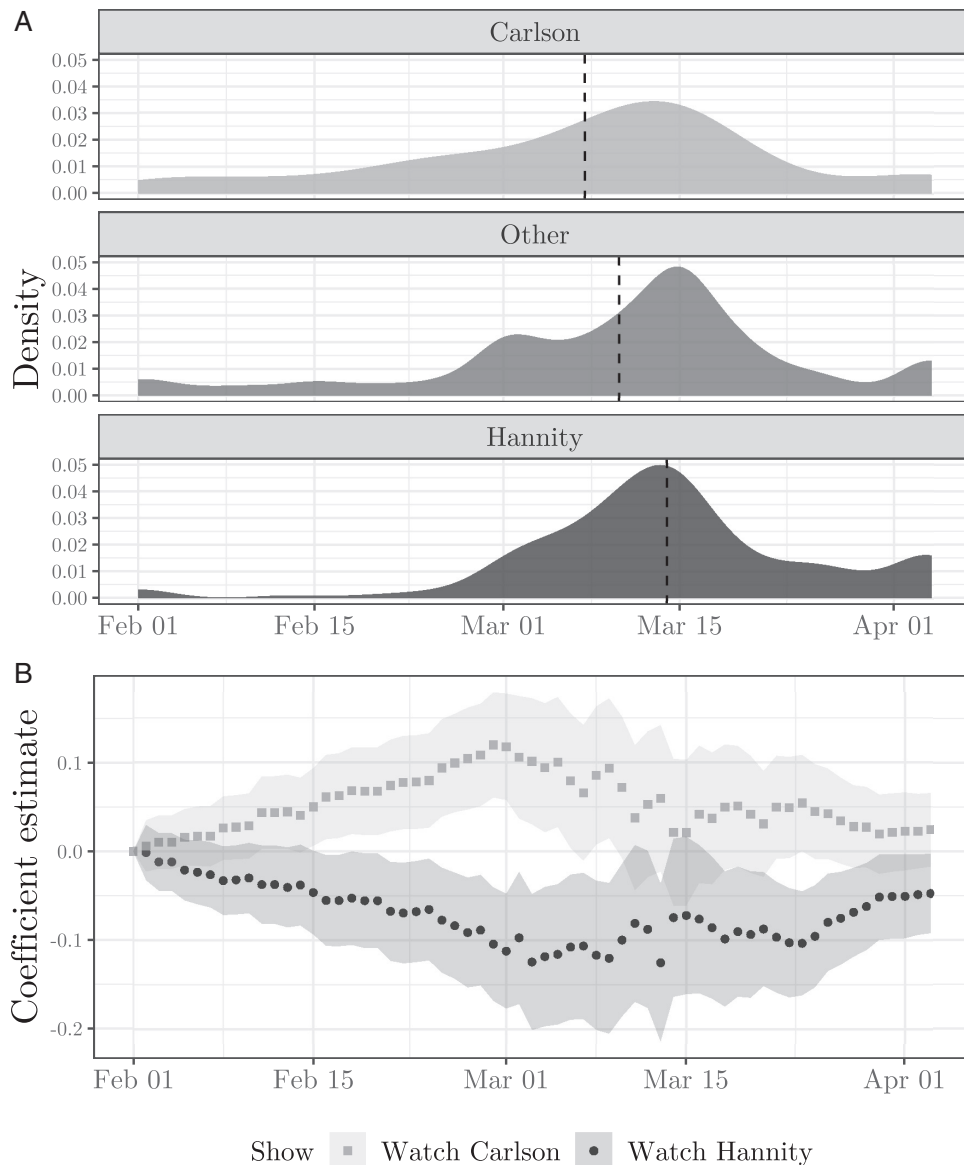 A
Carlson
0.05
0.04
0.03
0.02
0.01
0.00
Other
0.05
0.04
0.03
0.02
0.01
0.00
Density
Hannity
0.05
0.04
0.03
0.02
0.01
0.00
Feb 01 Feb 15 Mar 01 Mar 15 Apr 01
B
Coefficient estimate
0.1
0.0
-0.1
-0.2
Feb 01 Feb 15 Mar 01 Mar 15 Apr 01
Show Watch Carlson Watch Hannity